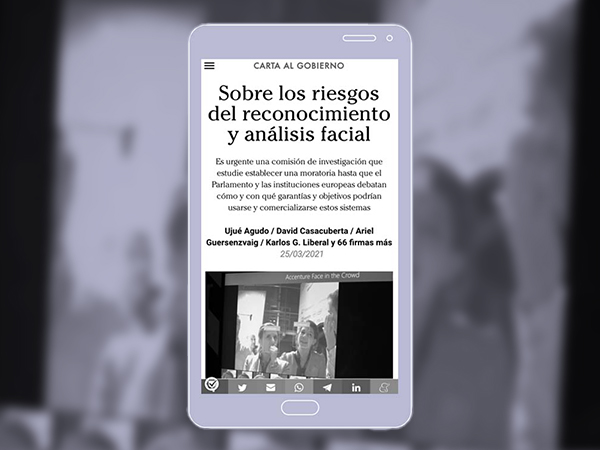 CARTA AL GOBIERNO
Sobre los riesgos
del reconocimiento
y análisis facial
Es urgente una comisión de investigación que
estudie establecer una moratoria hasta que el
Parlamento y las instituciones europeas debatan
cómo y con qué garantías y objetivos podrían
usarse y comercializarse estos sistemas
Ujué Agudo / David Casacuberta / Ariel
Guersenzvaig / Karlos G. Liberal y 66 firmas más
25/03/2021
Accenture Face in the Crowd